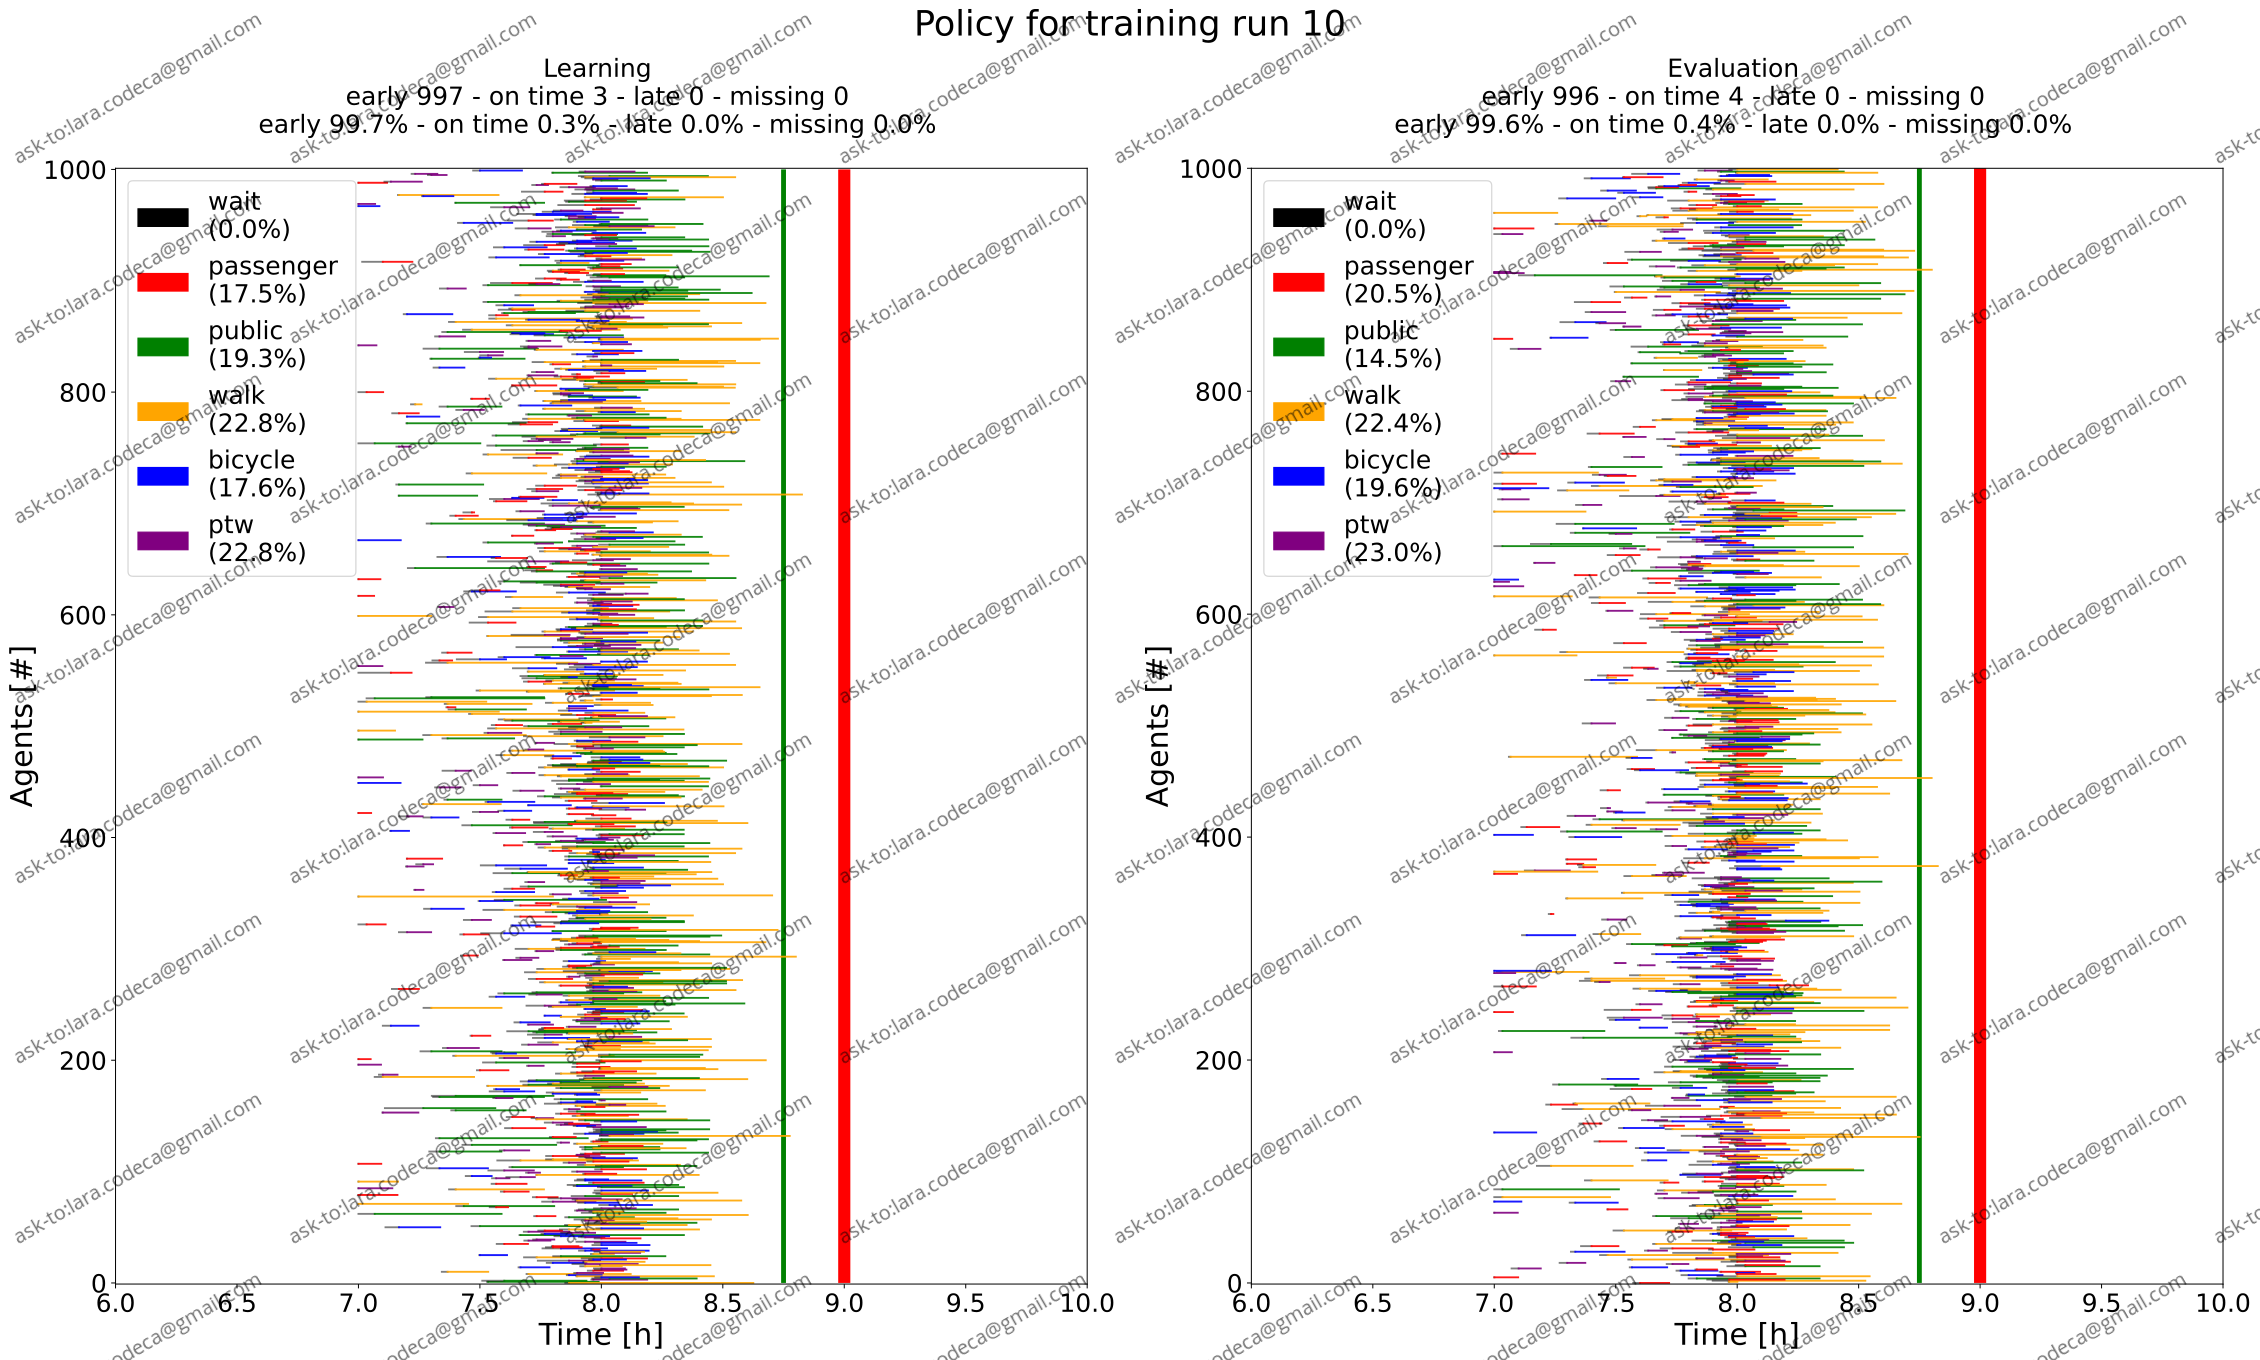 Policy for training run 10
Learning
early 997 - on time 3 - late 0 - missing 0
early 99.7% - on time 0.3% - late 0.0% - missing 0.0%
1000
800
600
400
200
0
Agents [#]
wait
(0.0%)
passenger
(17.5%)
public
(19.3%)
walk
(22.8%)
bicycle
(17.6%)
ptw
(22.8%)
6.0 6.5 7.0 7.5 8.0 8.5 9.0 9.5 10.0
Time [h]
Evaluation
early 996 - on time 4 - late 0 - missing 0
early 99.6% - on time 0.4% - late 0.0% - missing 0.0%
1000
800
600
400
200
0
Agents [#]
wait
(0.0%)
passenger
(20.5%)
public
(14.5%)
walk
(22.4%)
bicycle
(19.6%)
ptw
(23.0%)
6.0 6.5 7.0 7.5 8.0 8.5 9.0 9.5 10.0
Time [h]
ask-to:lara.codeca@gmail.com